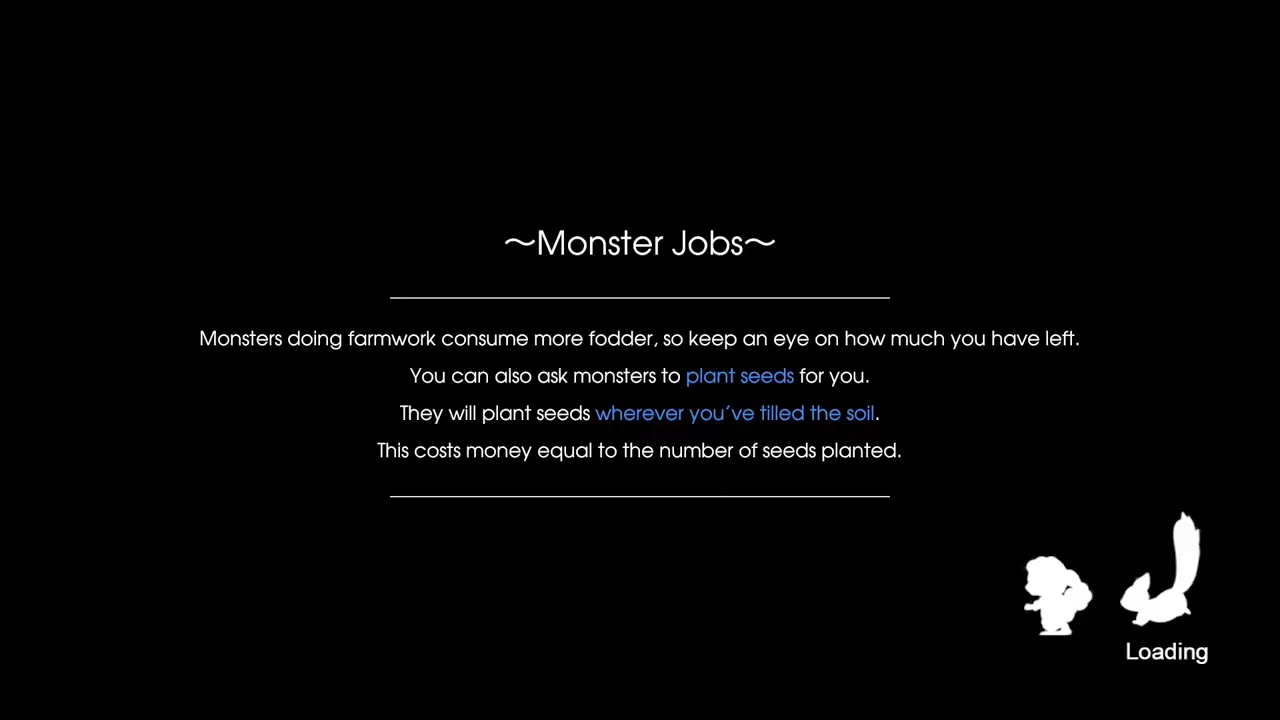 ～Monster Jobs～
Monsters doing farmwork consume more fodder, so keep an eye on how much you have left.
You can also ask monsters to plant seeds for you.
They will plant seeds wherever you've tilled the soil.
This costs money equal to the number of seeds planted.
Loading